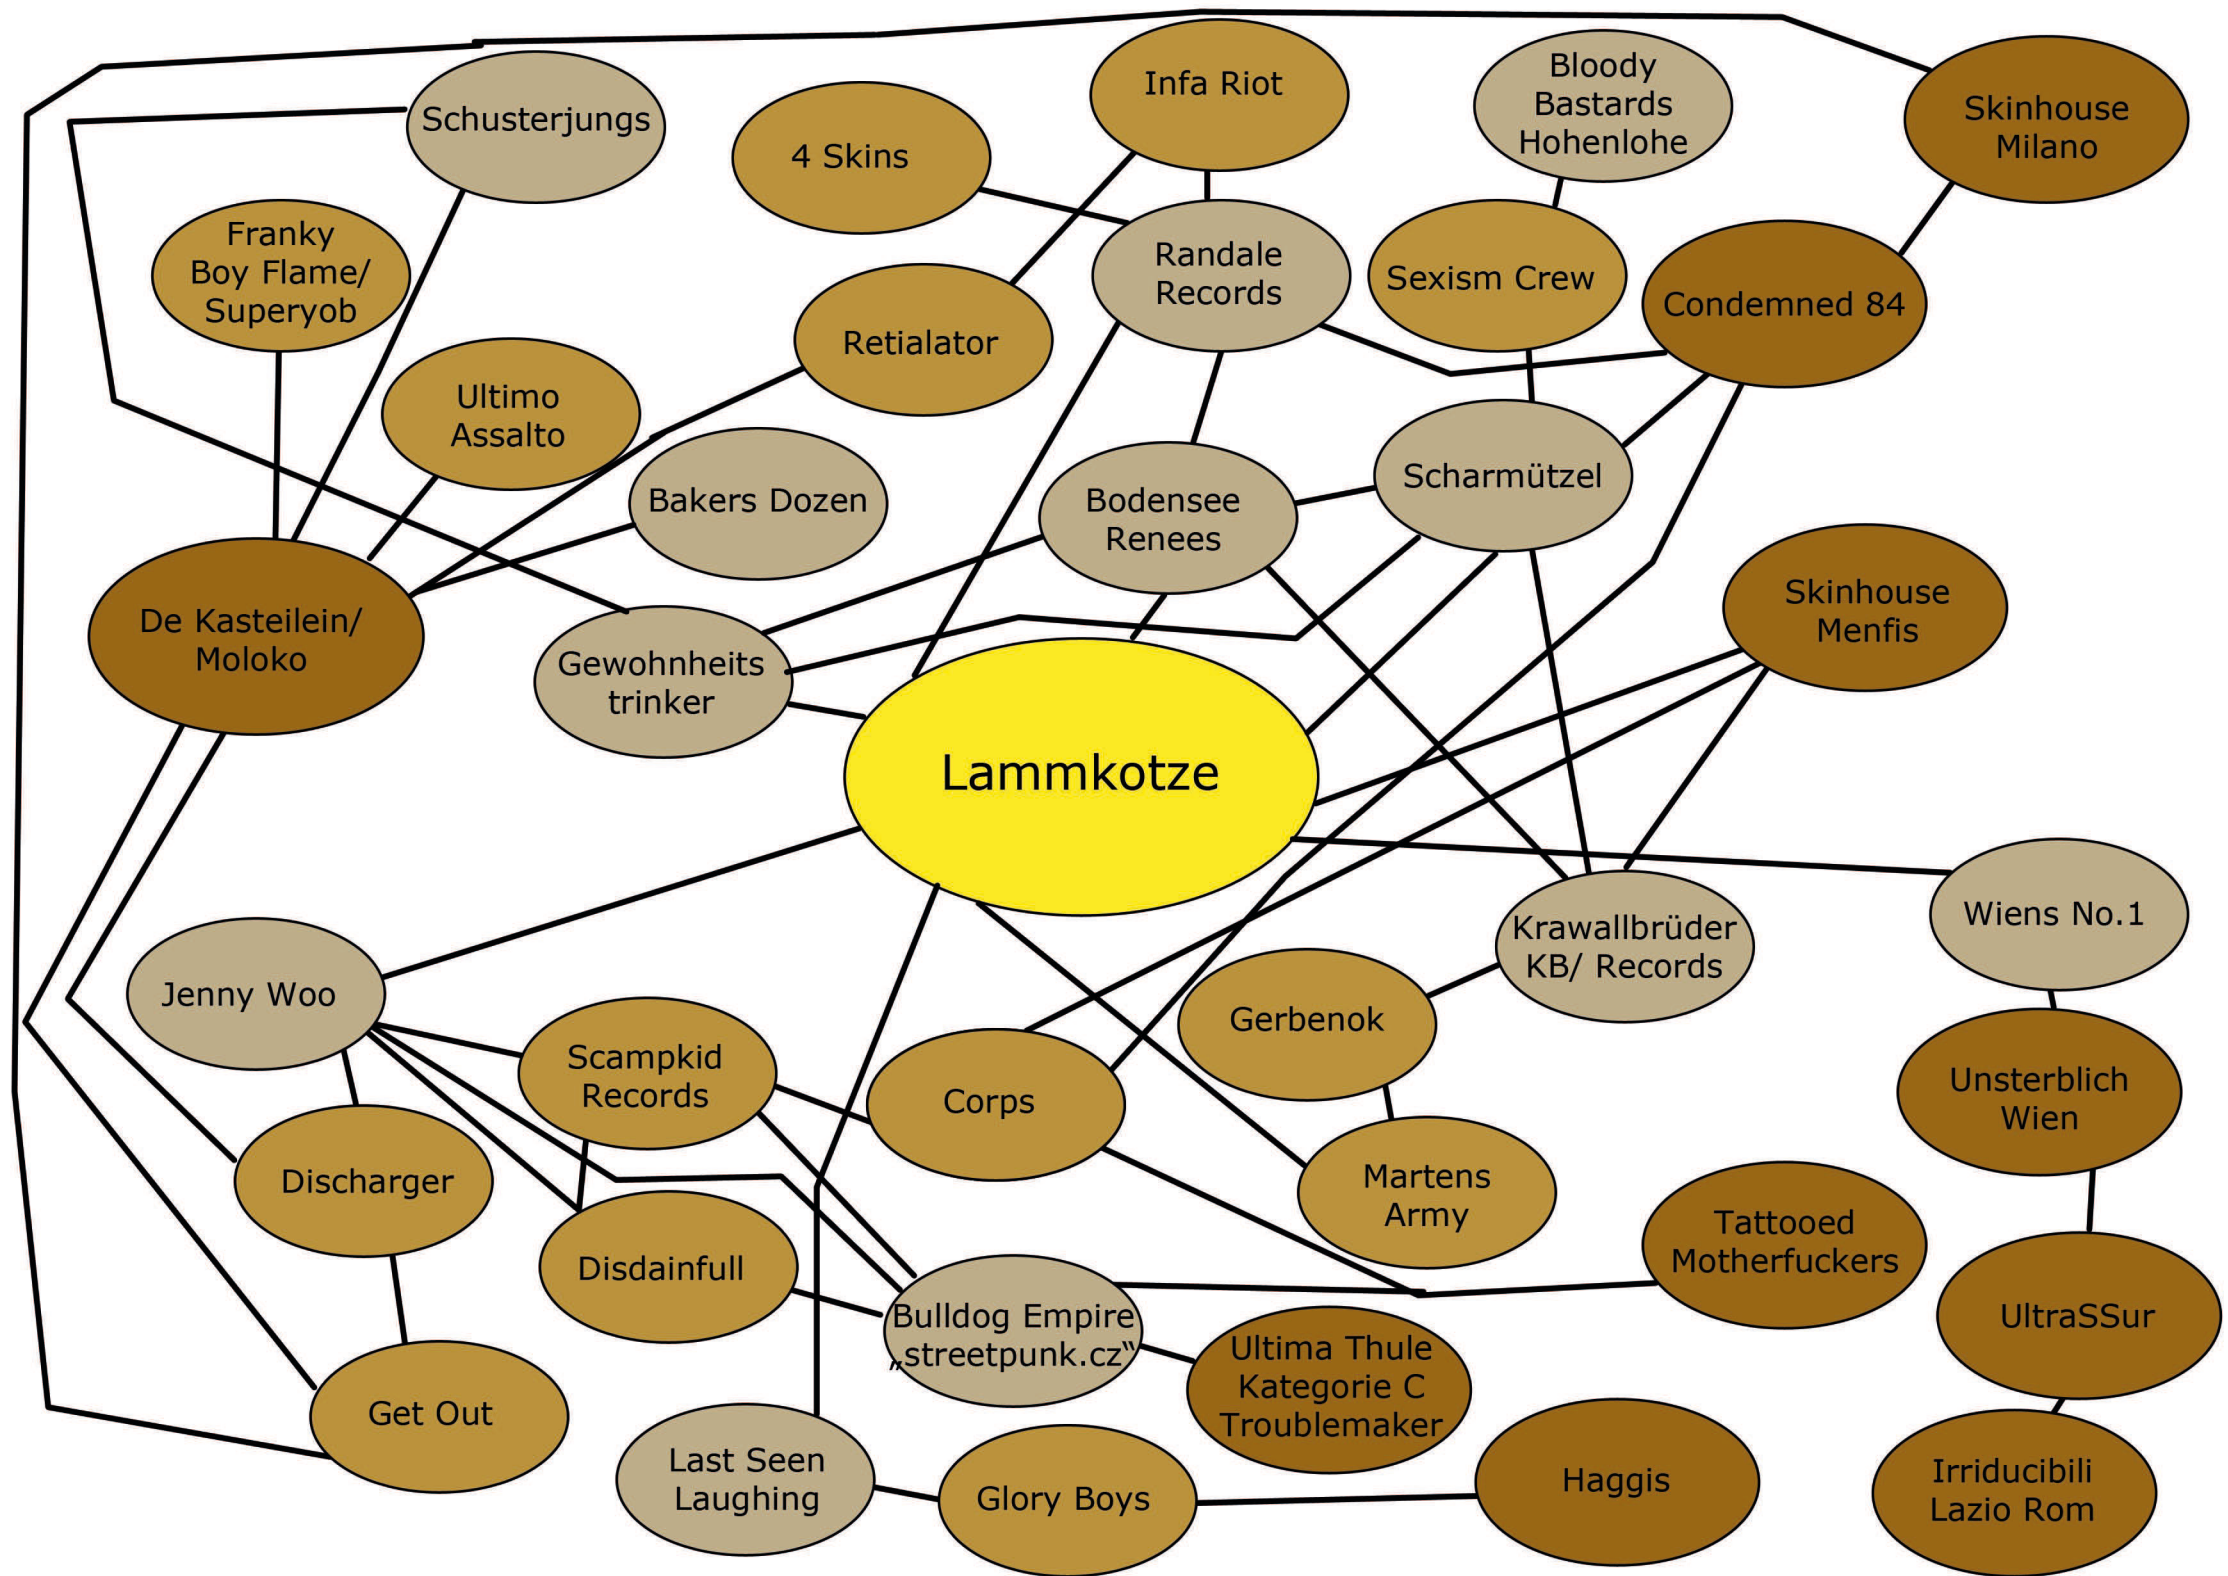 Infa Riot
Bloody
Bastards
Hohenlohe
Skinhouse
Milano
Schusterjungs
4 Skins
Franky
Boy Flame/
Superyob
Randale
Records
Sexism Crew
Condemned 84
Retialator
Ultimo
Assalto
Bakers Dozen
Bodensee
Renees
Scharmützel
De Kasteilein/
Moloko
Gewohnheits
trinker
Skinhouse
Menfis
Lammkotze
Jenny Woo
Krawallbrüder
KB/ Records
Wiens No.1
Scampkid
Records
Corps
Gerbenok
Unsterblich
Wien
Discharger
Disdainfull
Martens
Army
Tattooed
Motherfuckers
Bulldog Empire
„streetpunk.cz“
Ultima Thule
Kategorie C
Troublemaker
UltraSSur
Get Out
Last Seen
Laughing
Glory Boys
Haggis
Irriducibili
Lazio Rom